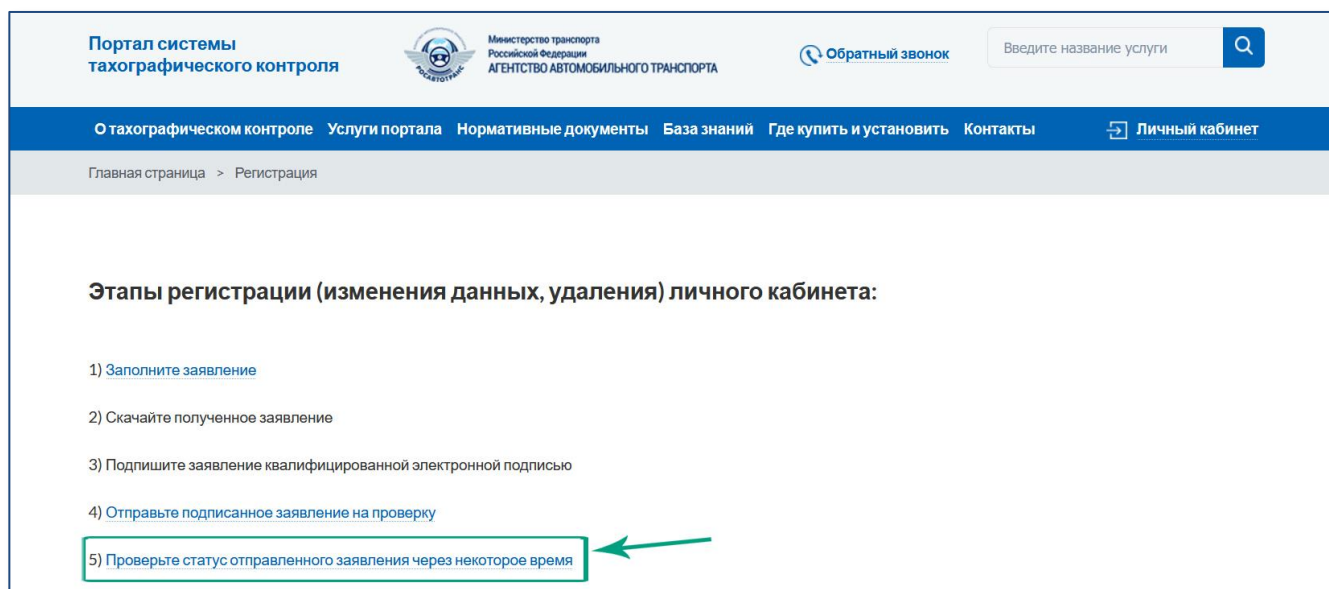 Портал системы
тахографического контроля
РОСАВТОТРАНС
Министерство транспорта
Российской Федерации
АГЕНТСТВО АВТОМОБИЛЬНОГО ТРАНСПОРТА
Обратный звонок
Введите название услуги
О тахографическом контроле Услуги портала Нормативные документы База знаний Где купить и установить Контакты Личный кабинет
Главная страница > Регистрация
Этапы регистрации (изменения данных, удаления) личного кабинета:
1) Заполните заявление
2) Скачайте полученное заявление
3) Подпишите заявление квалифицированной электронной подписью
4) Отправьте подписанное заявление на проверку
5) Проверьте статус отправленного заявления через некоторое время